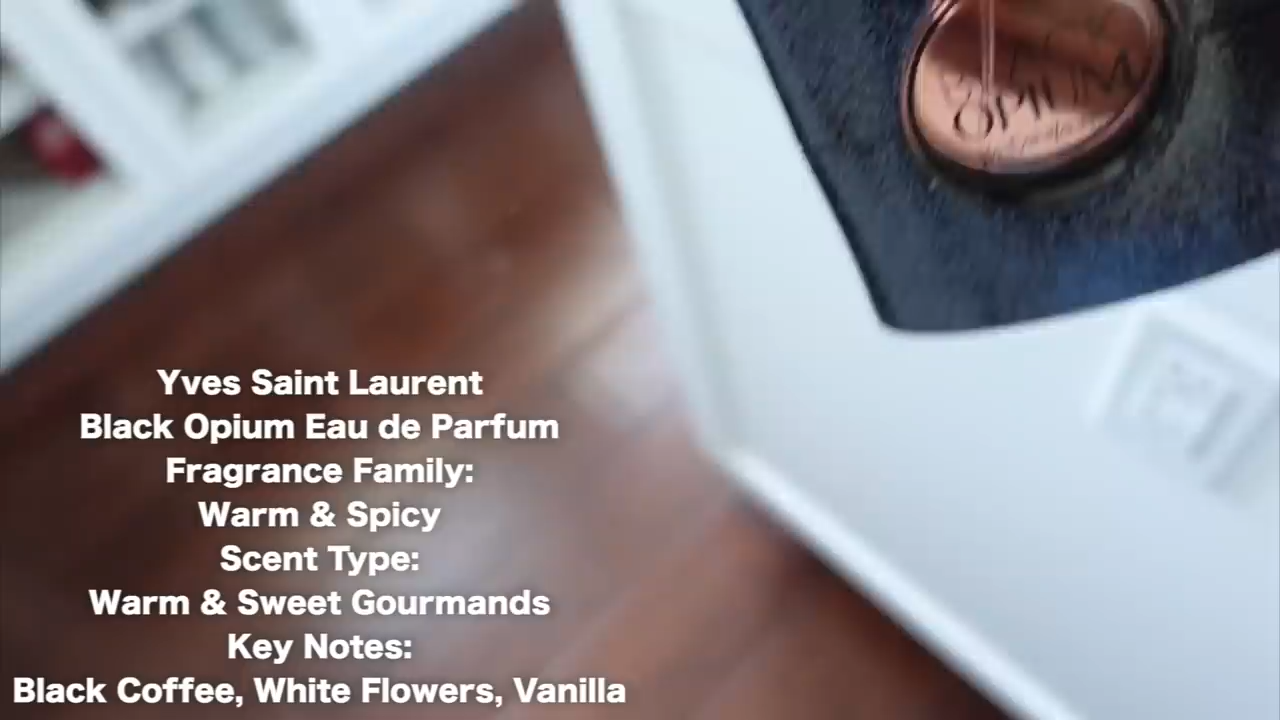 Yves Saint Laurent
Black Opium Eau de Parfum
Fragrance Family:
Warm & Spicy
Scent Type:
Warm & Sweet Gourmands
Key Notes:
Black Coffee, White Flowers, Vanilla